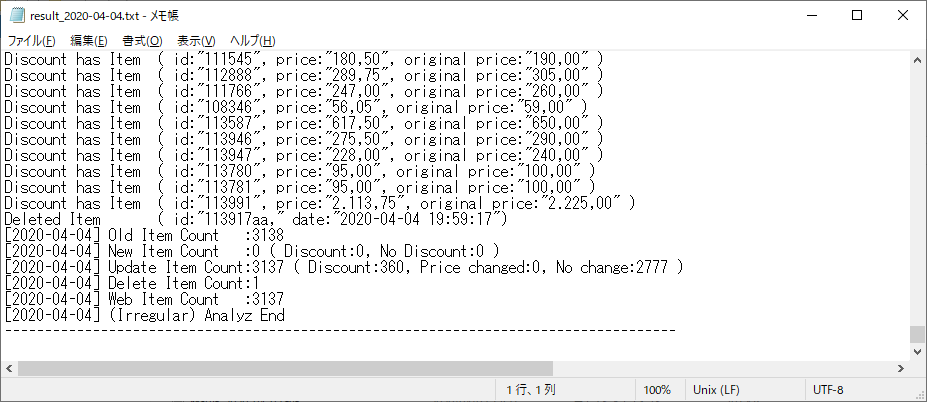 result_2020-04-04.txt - メモ帳
ファイル(F) 編集(E) 書式(O) 表示(V) ヘルプ(H)
Discount has Item  ( id:"111545", price:"180,50", original price:"190,00" )
Discount has Item  ( id:"112888", price:"289,75", original price:"305,00" )
Discount has Item  ( id:"111766", price:"247,00", original price:"260,00" )
Discount has Item  ( id:"108346", price:"56,05", original price:"59,00" )
Discount has Item  ( id:"113587", price:"617,50", original price:"650,00" )
Discount has Item  ( id:"113946", price:"275,50", original price:"290,00" )
Discount has Item  ( id:"113947", price:"228,00", original price:"240,00" )
Discount has Item  ( id:"113780", price:"95,00", original price:"100,00" )
Discount has Item  ( id:"113781", price:"95,00", original price:"100,00" )
Discount has Item  ( id:"113991", price:"2.113,75", original price:"2.225,00" )
Deleted Item       ( id:"113917aa," date:"2020-04-04 19:59:17")
[2020-04-04] Old Item Count   :3138
[2020-04-04] New Item Count   :0 ( Discount:0, No Discount:0 )
[2020-04-04] Update Item Count:3137 ( Discount:360, Price changed:0, No change:2777 )
[2020-04-04] Delete Item Count:1
[2020-04-04] Web Item Count   :3137
[2020-04-04] (Irregular) Analyz End
--------------------------------------------------------------------------------
1 行、1 列 100% Unix (LF) UTF-8